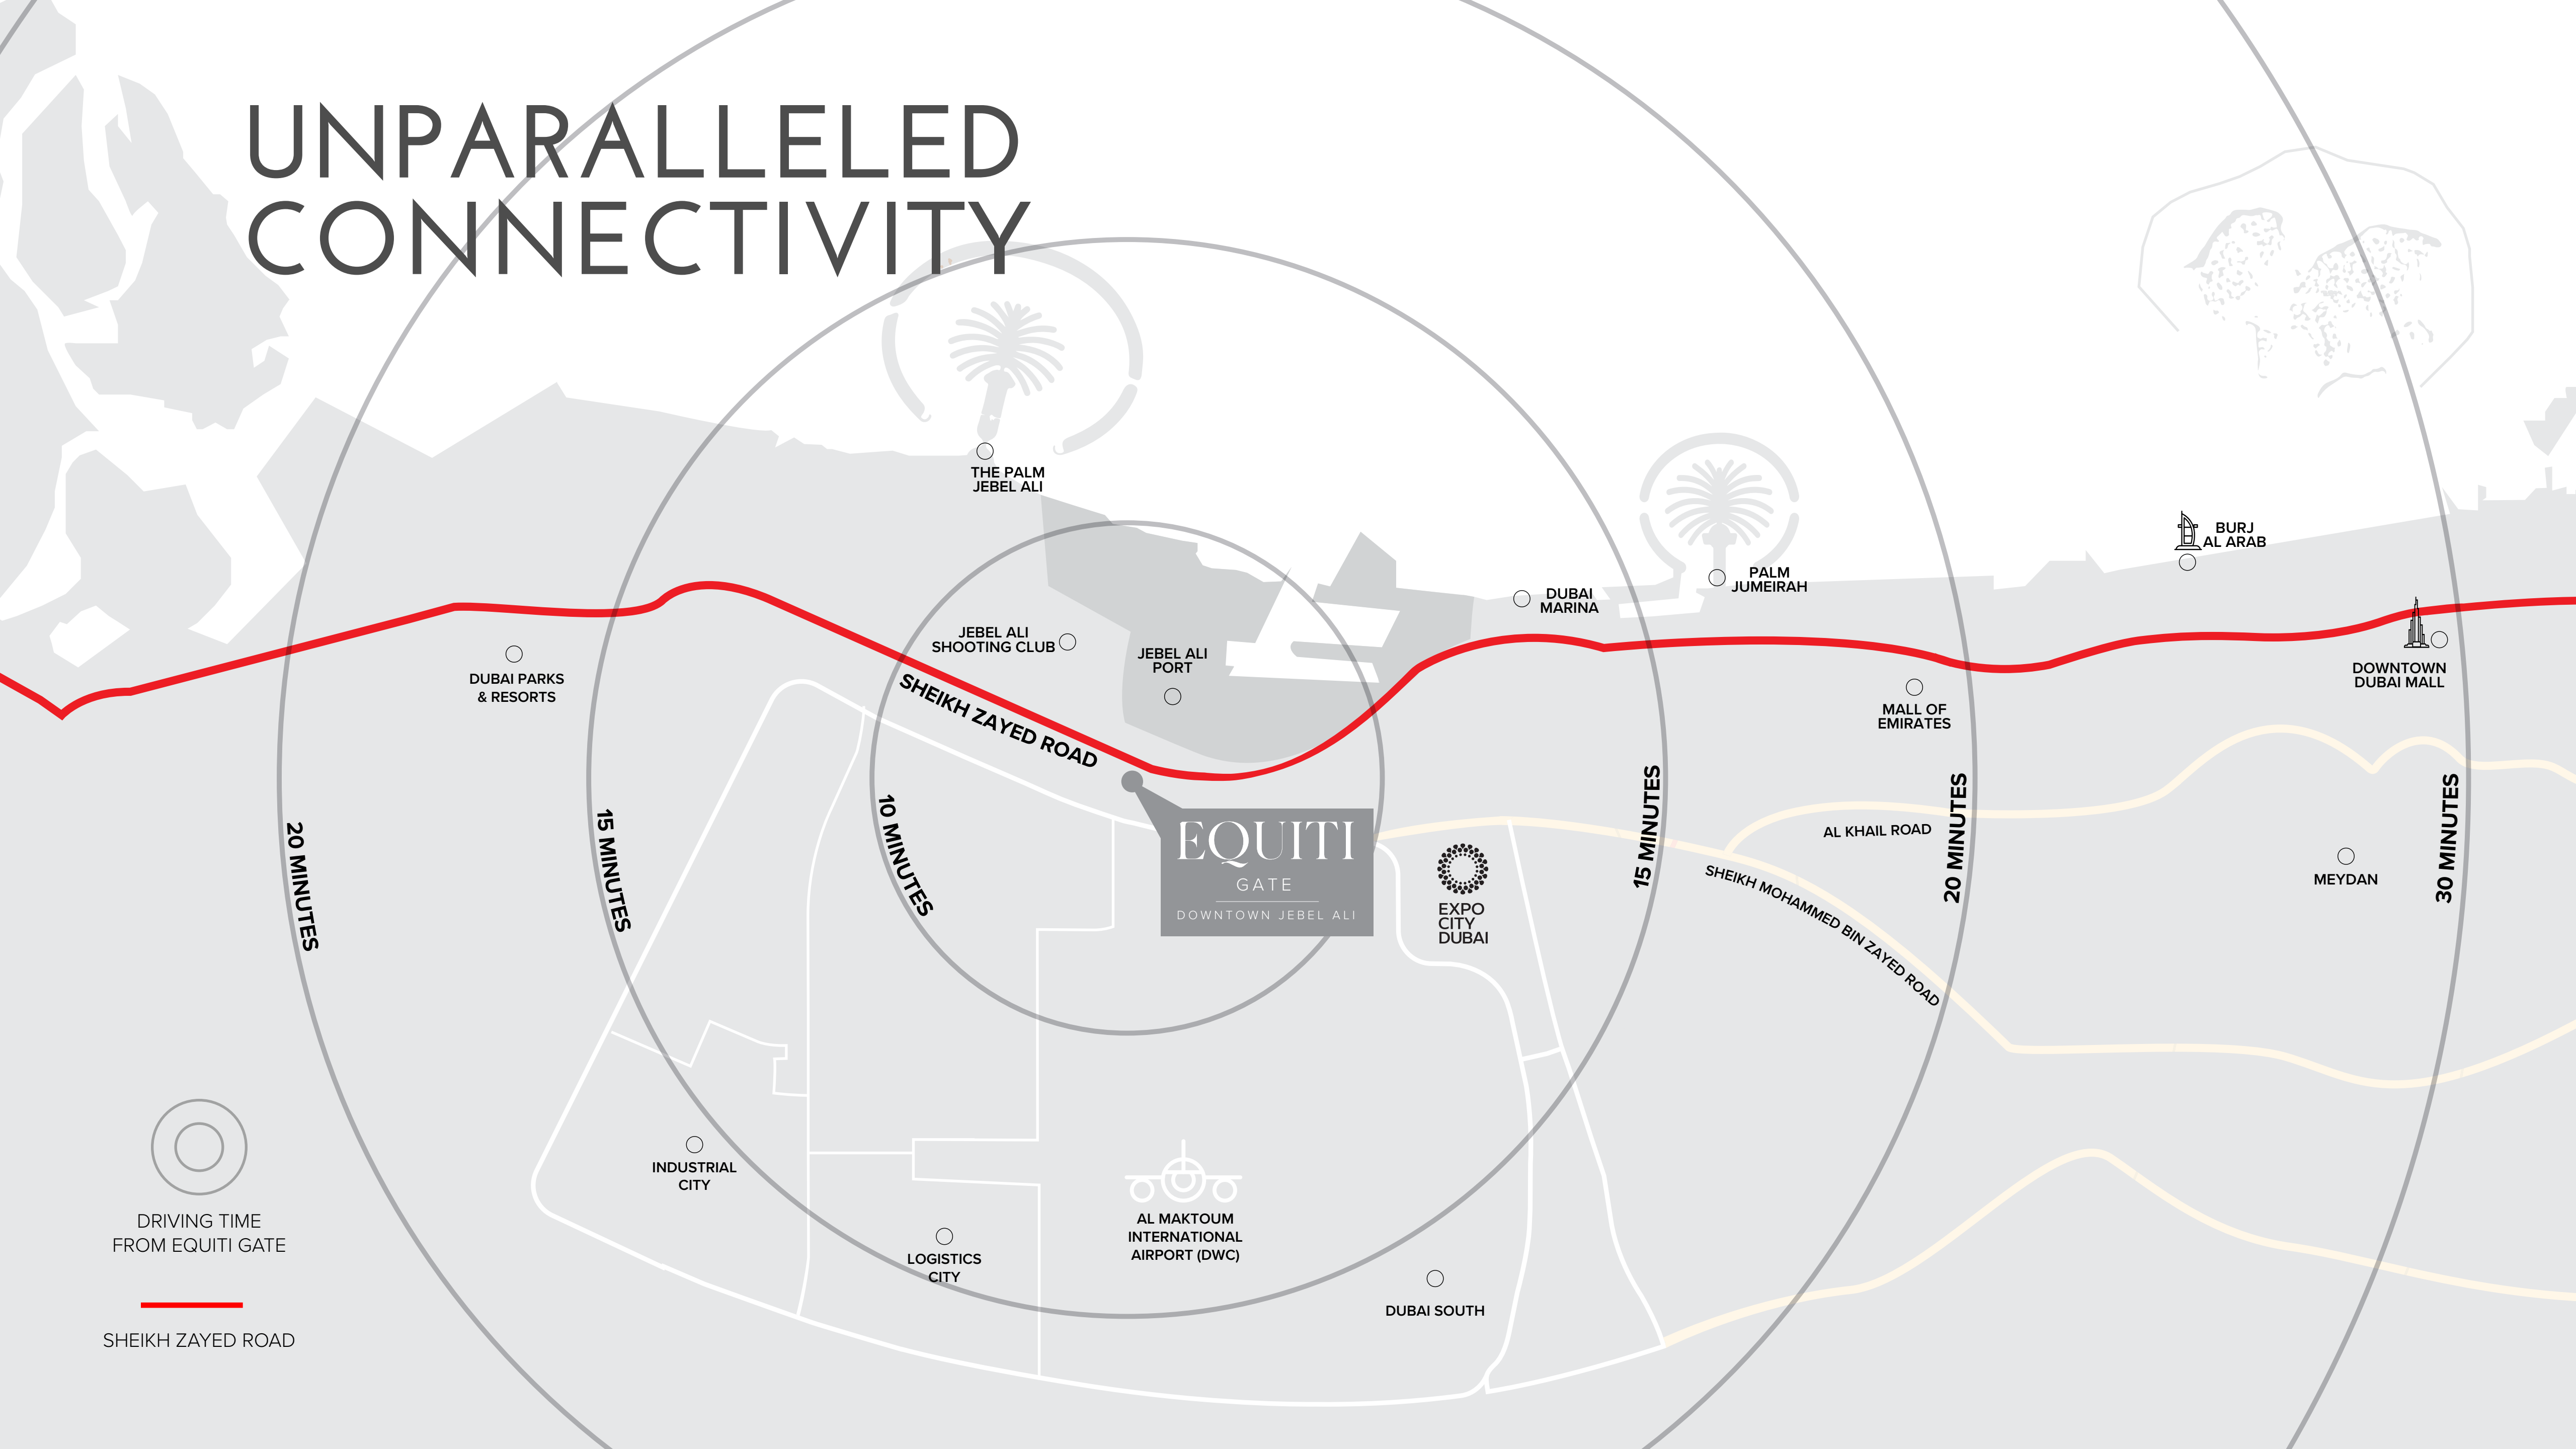 UNPARALLELED
CONNECTIVITY
THE PALM
JEBEL ALI
BURJ
AL ARAB
PALM
JUMEIRAH
DUBAI
MARINA
JEBEL ALI
SHOOTING CLUB
JEBEL ALI
PORT
DUBAI PARKS
& RESORTS
DOWNTOWN
DUBAI MALL
MALL OF
EMIRATES
SHEIKH ZAYED ROAD
20 MINUTES
15 MINUTES
10 MINUTES
EQUITI
GATE
DOWNTOWN JEBEL ALI
EXPO
CITY
DUBAI
15 MINUTES
20 MINUTES
30 MINUTES
AL KHAIL ROAD
SHEIKH MOHAMMED BIN ZAYED ROAD
MEYDAN
INDUSTRIAL
CITY
LOGISTICS
CITY
AL MAKTOUM
INTERNATIONAL
AIRPORT (DWC)
DUBAI SOUTH
DRIVING TIME
FROM EQUITI GATE
SHEIKH ZAYED ROAD